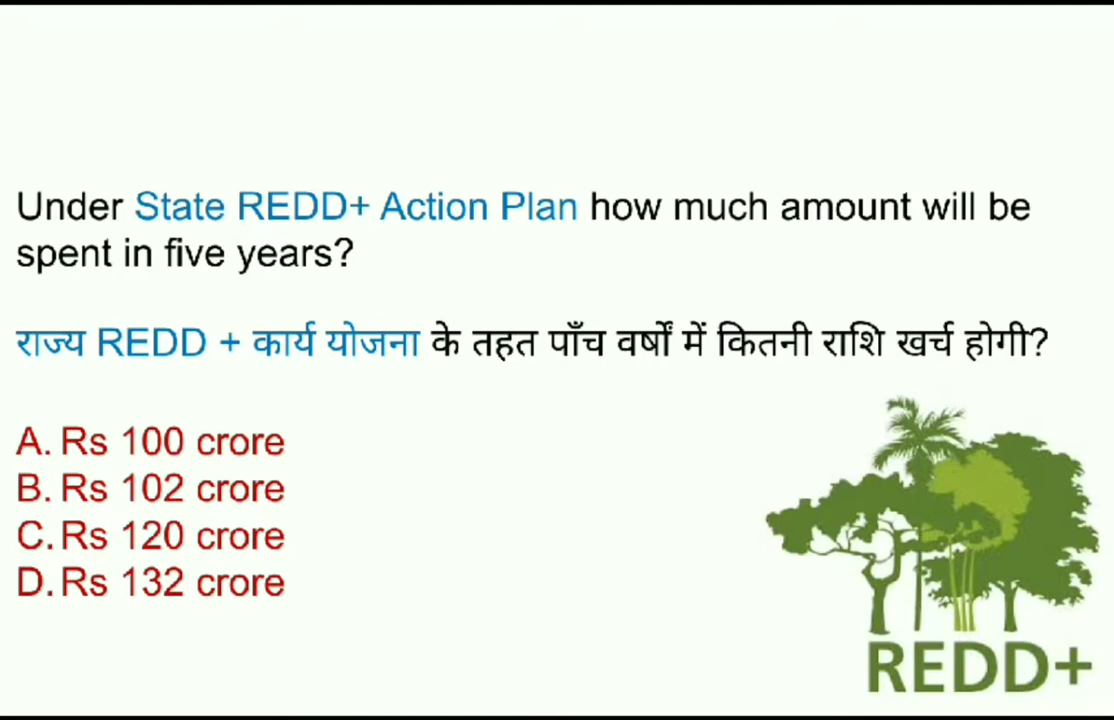 Under State REDD+ Action Plan how much amount will be
spent in five years?
राज्य REDD + कार्य योजना के तहत पाँच वर्षों में कितनी राशि खर्च होगी?
A. Rs 100 crore
B. Rs 102 crore
C. Rs 120 crore
D. Rs 132 crore
REDD+